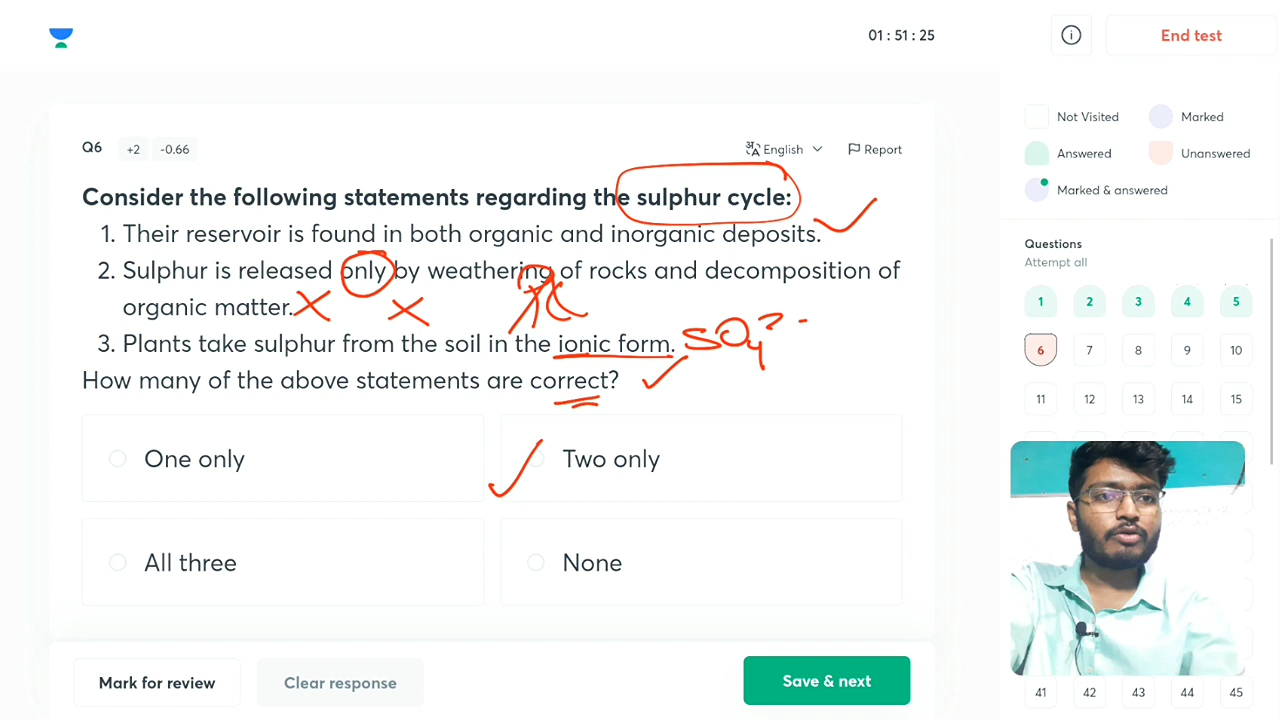 01 : 51 : 25
End test
Not Visited
Marked
Answered
Unanswered
Marked & answered
Q6 +2 -0.66 English Report
Consider the following statements regarding the sulphur cycle:
1. Their reservoir is found in both organic and inorganic deposits.
2. Sulphur is released only by weathering of rocks and decomposition of
organic matter.
3. Plants take sulphur from the soil in the ionic form. SO₄²⁻
How many of the above statements are correct?
One only
Two only
All three
None
Mark for review
Clear response
Save & next
Questions
Attempt all
1 2 3 4 5
6 7 8 9 10
11 12 13 14 15
41 42 43 44 45